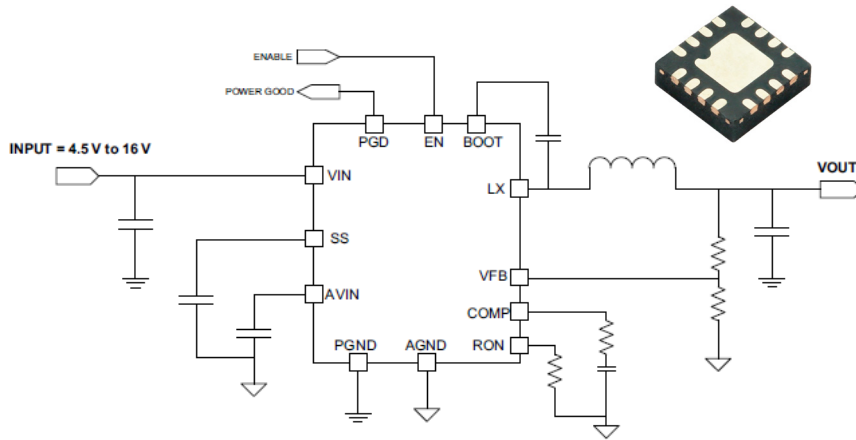 ENABLE
POWER GOOD
PGD
EN
BOOT
INPUT = 4.5 V to 16 V
VIN
LX
VOUT
SS
VFB
AVIN
COMP
PGND
AGND
RON